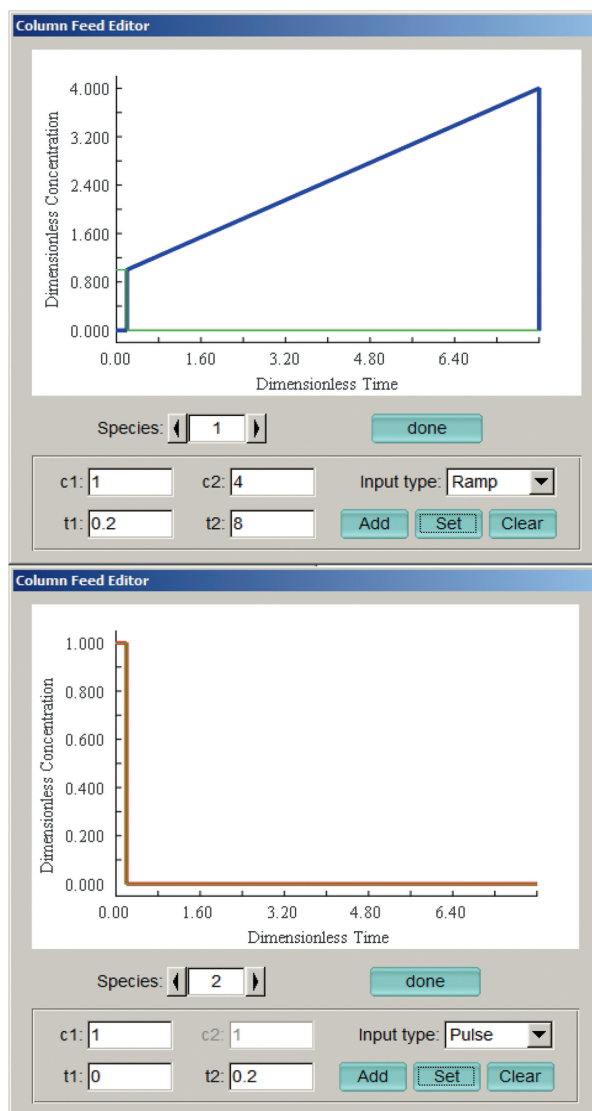 Column Feed Editor
4.000
3.200
2.400
1.600
0.800
0.000
Dimensionless Concentration
0.00 1.60 3.20 4.80 6.40
Dimensionless Time
Species: 1 done
c1: 1 c2: 4 Input type: Ramp
t1: 0.2 t2: 8 Add Set Clear
Column Feed Editor
1.000
0.800
0.600
0.400
0.200
0.000
Dimensionless Concentration
0.00 1.60 3.20 4.80 6.40
Dimensionless Time
Species: 2 done
c1: 1 c2: 1 Input type: Pulse
t1: 0 t2: 0.2 Add Set Clear